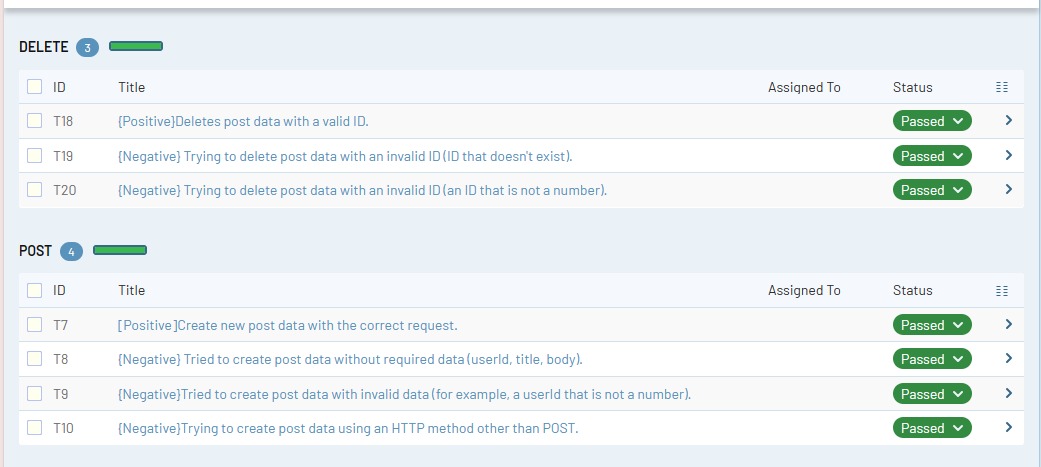 DELETE 3
ID Title Assigned To Status
T18 {Positive}Deletes post data with a valid ID. Passed
T19 {Negative} Trying to delete post data with an invalid ID (ID that doesn't exist). Passed
T20 {Negative} Trying to delete post data with an invalid ID (an ID that is not a number). Passed
POST 4
ID Title Assigned To Status
T7 [Positive]Create new post data with the correct request. Passed
T8 {Negative} Tried to create post data without required data (userId, title, body). Passed
T9 {Negative}Tried to create post data with invalid data (for example, a userId that is not a number). Passed
T10 {Negative}Trying to create post data using an HTTP method other than POST. Passed